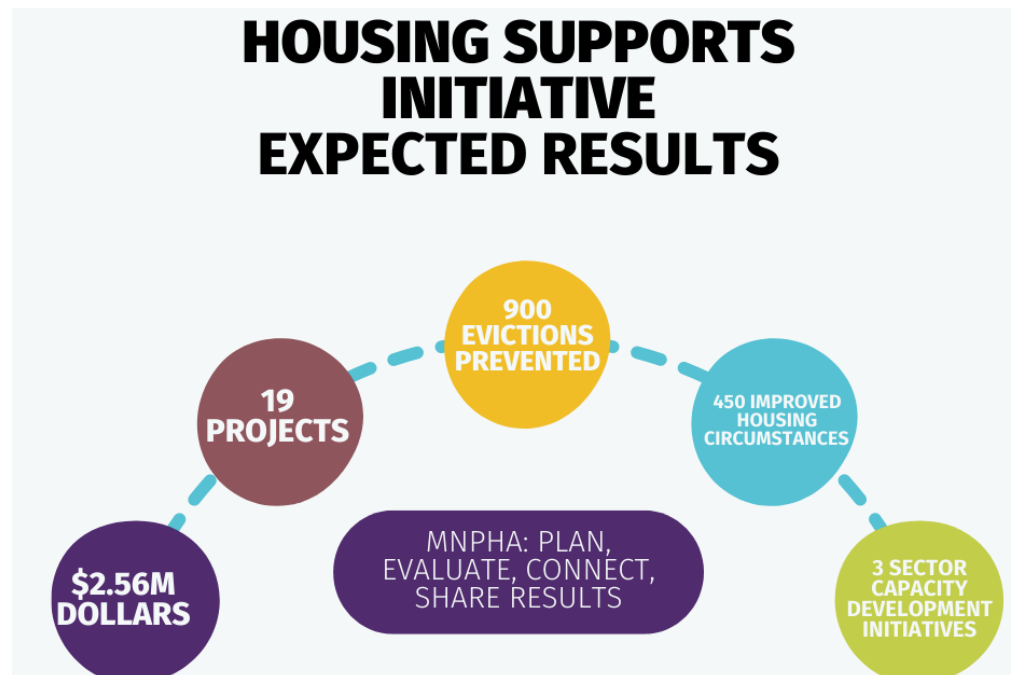 HOUSING SUPPORTS
INITIATIVE
EXPECTED RESULTS
$2.56M
DOLLARS
19
PROJECTS
900
EVICTIONS
PREVENTED
450 IMPROVED
HOUSING
CIRCUMSTANCES
3 SECTOR
CAPACITY
DEVELOPMENT
INITIATIVES
MNPHA: PLAN,
EVALUATE, CONNECT,
SHARE RESULTS